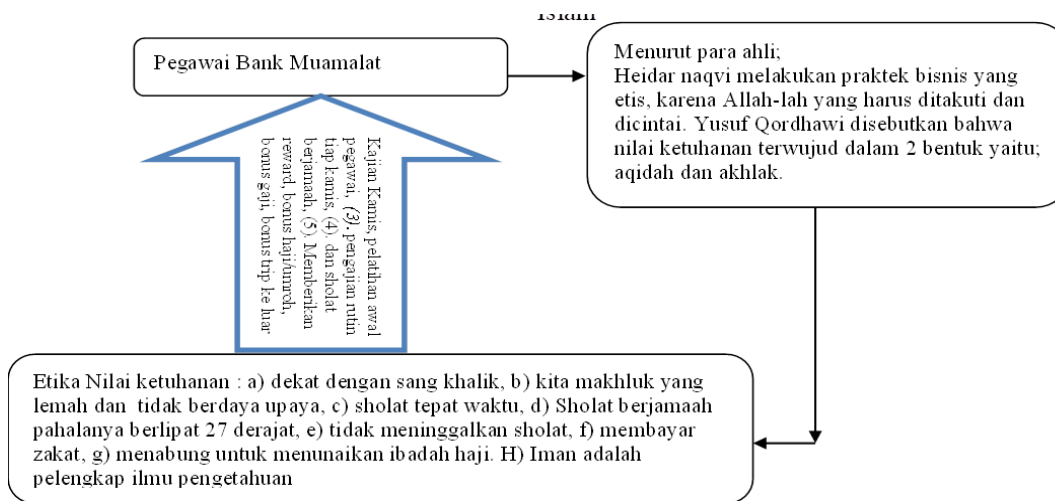 Islam
Pegawai Bank Muamalat
Menurut para ahli;
Heidar naqvi melakukan praktek bisnis yang
etis, karena Allah-lah yang harus ditakuti dan
dicintai. Yusuf Qordhawi disebutkan bahwa
nilai ketuhanan terwujud dalam 2 bentuk yaitu;
aqidah dan akhlak.
Kajian Kamis, pelatihan awal
pegawai, (3). pengajian rutin
tiap kamis, (4). dan sholat
berjamaah, (5). Memberikan
reward, bonus haji/umroh,
bonus gaji, bonus trip ke luar
Etika Nilai ketuhanan : a) dekat dengan sang khalik, b) kita makhluk yang
lemah dan tidak berdaya upaya, c) sholat tepat waktu, d) Sholat berjamaah
pahalanya berlipat 27 derajat, e) tidak meninggalkan sholat, f) membayar
zakat, g) menabung untuk menunaikan ibadah haji. H) Iman adalah
pelengkap ilmu pengetahuan